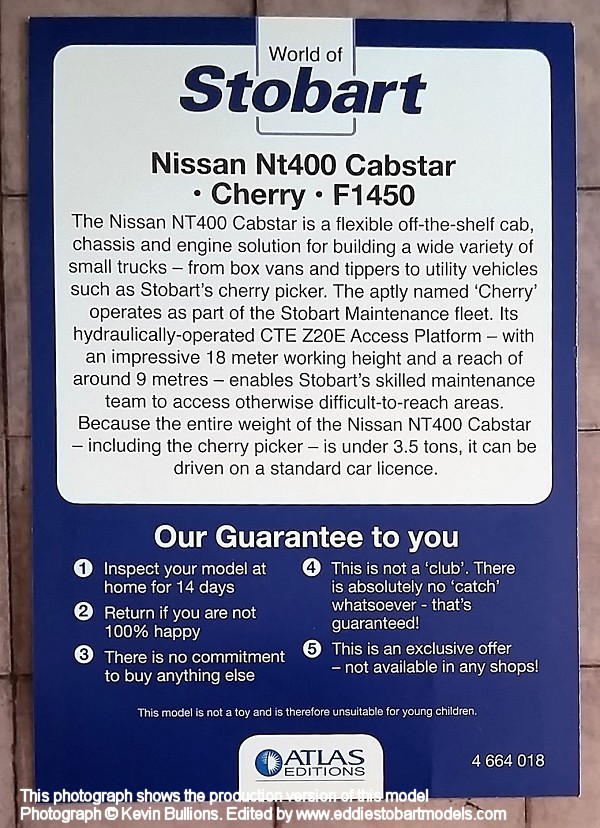 World of
Stobart
Nissan Nt400 Cabstar
• Cherry • F1450
The Nissan NT400 Cabstar is a flexible off-the-shelf cab,
chassis and engine solution for building a wide variety of
small trucks – from box vans and tippers to utility vehicles
such as Stobart's cherry picker. The aptly named ‘Cherry’
operates as part of the Stobart Maintenance fleet. Its
hydraulically-operated CTE Z20E Access Platform – with
an impressive 18 meter working height and a reach of
around 9 metres – enables Stobart's skilled maintenance
team to access otherwise difficult-to-reach areas.
Because the entire weight of the Nissan NT400 Cabstar
– including the cherry picker – is under 3.5 tons, it can be
driven on a standard car licence.
Our Guarantee to you
1 Inspect your model at
home for 14 days
2 Return if you are not
100% happy
3 There is no commitment
to buy anything else
4 This is not a ‘club’. There
is absolutely no ‘catch’
whatsoever - that's
guaranteed!
5 This is an exclusive offer
– not available in any shops!
This model is not a toy and is therefore unsuitable for young children.
ATLAS
EDITIONS
4 664 018
This photograph shows the production version of this model
Photograph © Kevin Bullions. Edited by www.eddiestobartmodels.com